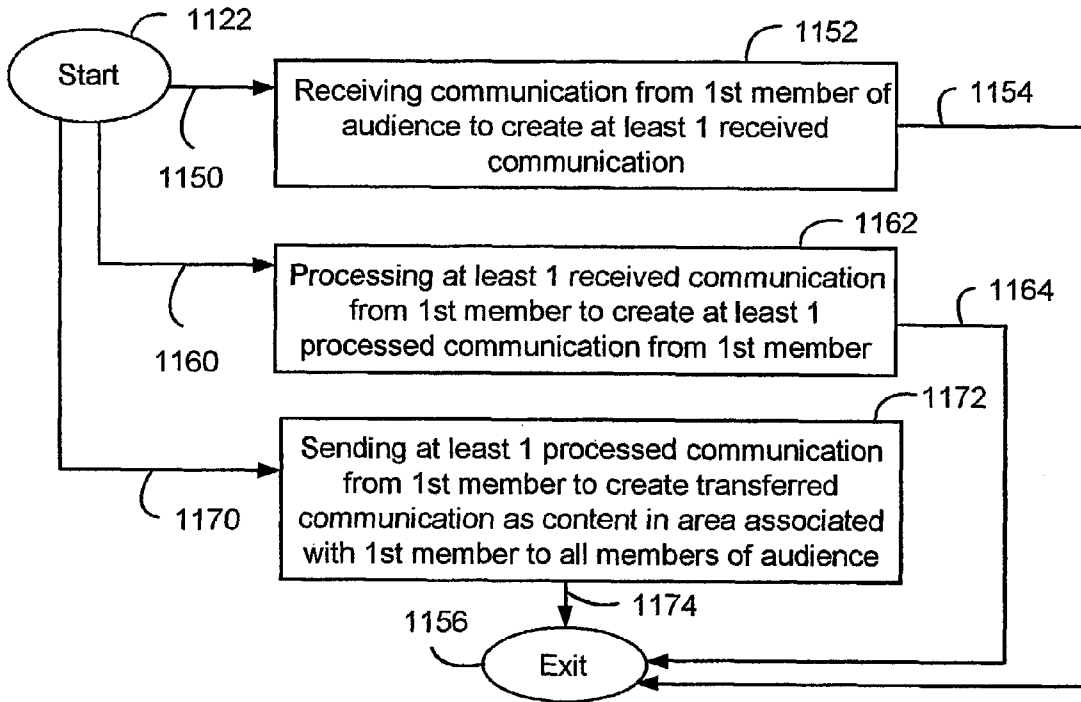 1122
Start
1152
Receiving communication from 1st member of
audience to create at least 1 received
communication
1154
1150
1162
Processing at least 1 received communication
from 1st member to create at least 1
processed communication from 1st member
1164
1160
1172
Sending at least 1 processed communication
from 1st member to create transferred
communication as content in area associated
with 1st member to all members of audience
1170
1174
1156
Exit